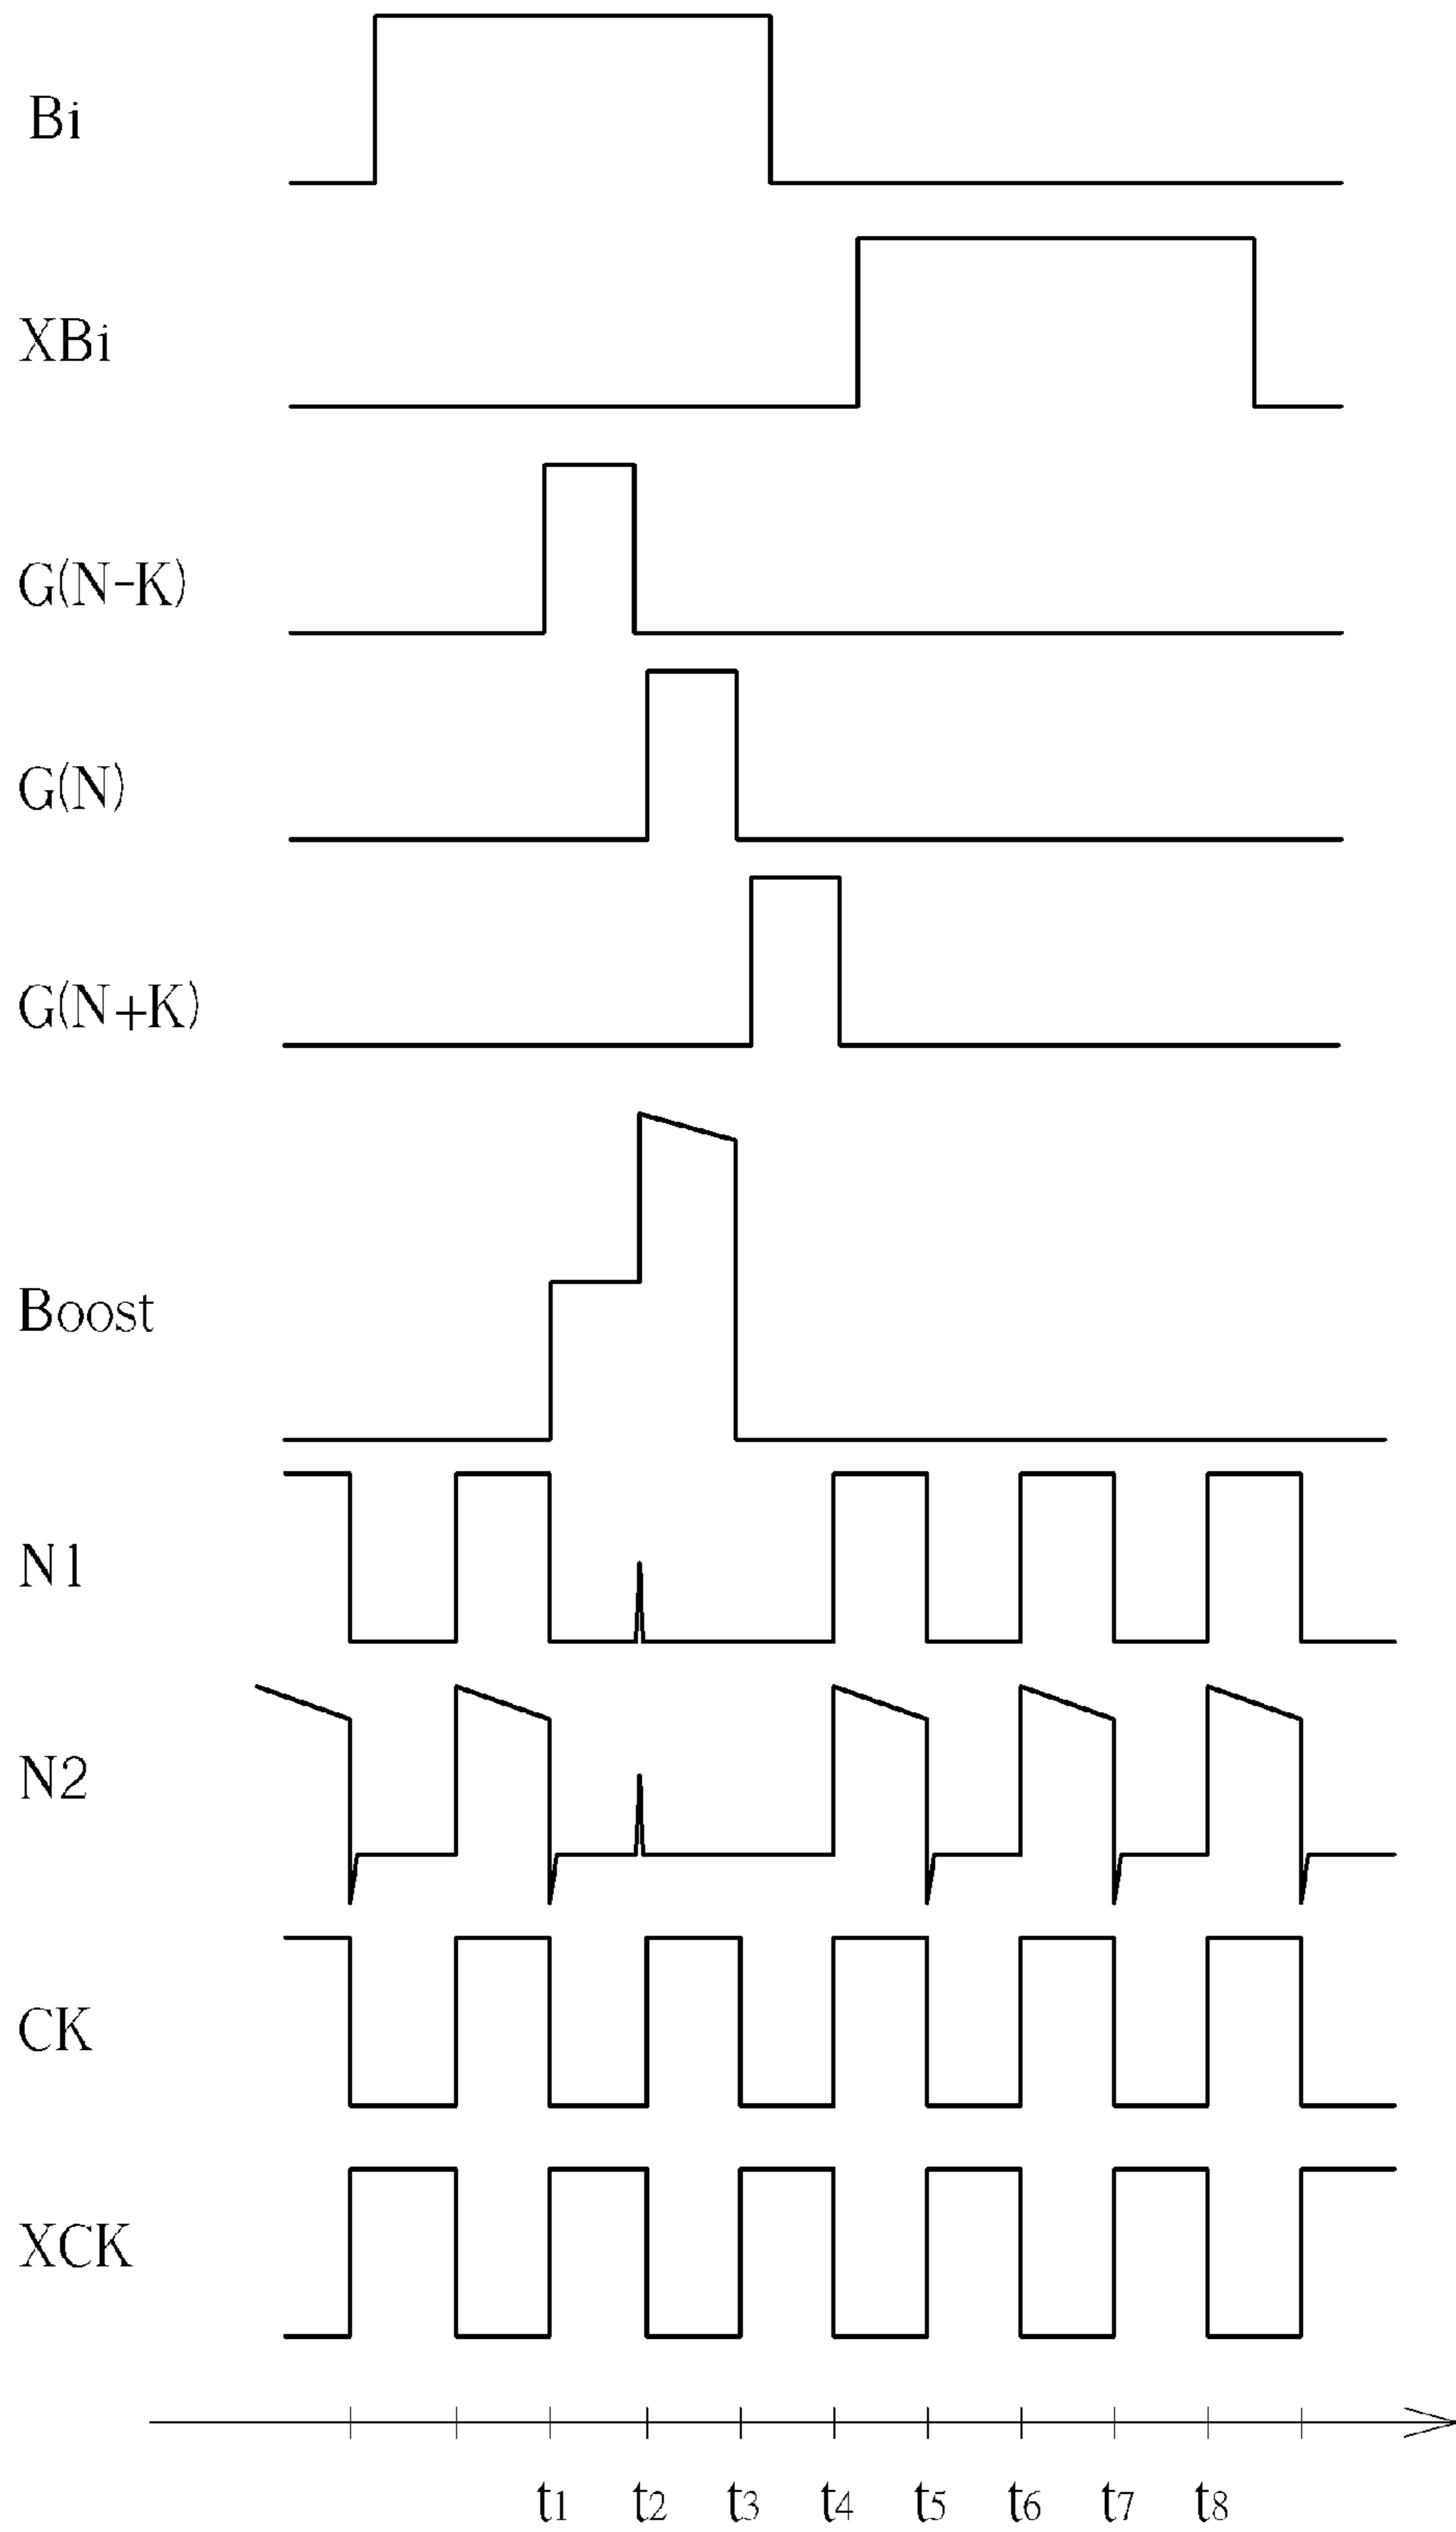 Bi
XBi
G(N-K)
G(N)
G(N+K)
Boost
N1
N2
CK
XCK
t1 t2 t3 t4 t5 t6 t7 t8